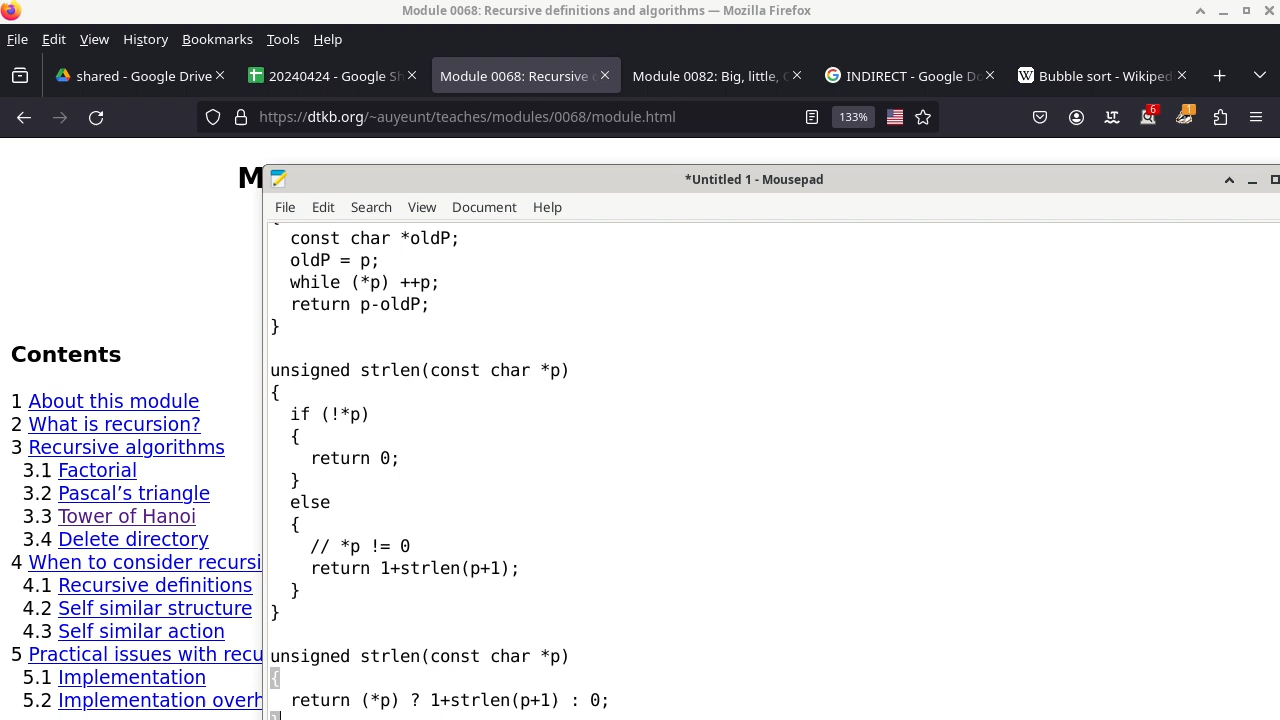 Module 0068: Recursive definitions and algorithms — Mozilla Firefox
File Edit View History Bookmarks Tools Help
shared - Google Drive 20240424 - Google Sh Module 0068: Recursive Module 0082: Big, little, INDIRECT - Google Do Bubble sort - Wikiped
https://dtkb.org/~auyeunt/teaches/modules/0068/module.html 133% 6 1
M
*Untitled 1 - Mousepad
File Edit Search View Document Help
{
const char *oldP;
oldP = p;
while (*p) ++p;
return p-oldP;
}
Contents
unsigned strlen(const char *p)
{
if (!*p)
{
return 0;
}
else
{
// *p != 0
return 1+strlen(p+1);
}
}
unsigned strlen(const char *p)
{
return (*p) ? 1+strlen(p+1) : 0;
}
1 About this module
2 What is recursion?
3 Recursive algorithms
3.1 Factorial
3.2 Pascal’s triangle
3.3 Tower of Hanoi
3.4 Delete directory
4 When to consider recursi
4.1 Recursive definitions
4.2 Self similar structure
4.3 Self similar action
5 Practical issues with recu
5.1 Implementation
5.2 Implementation overh